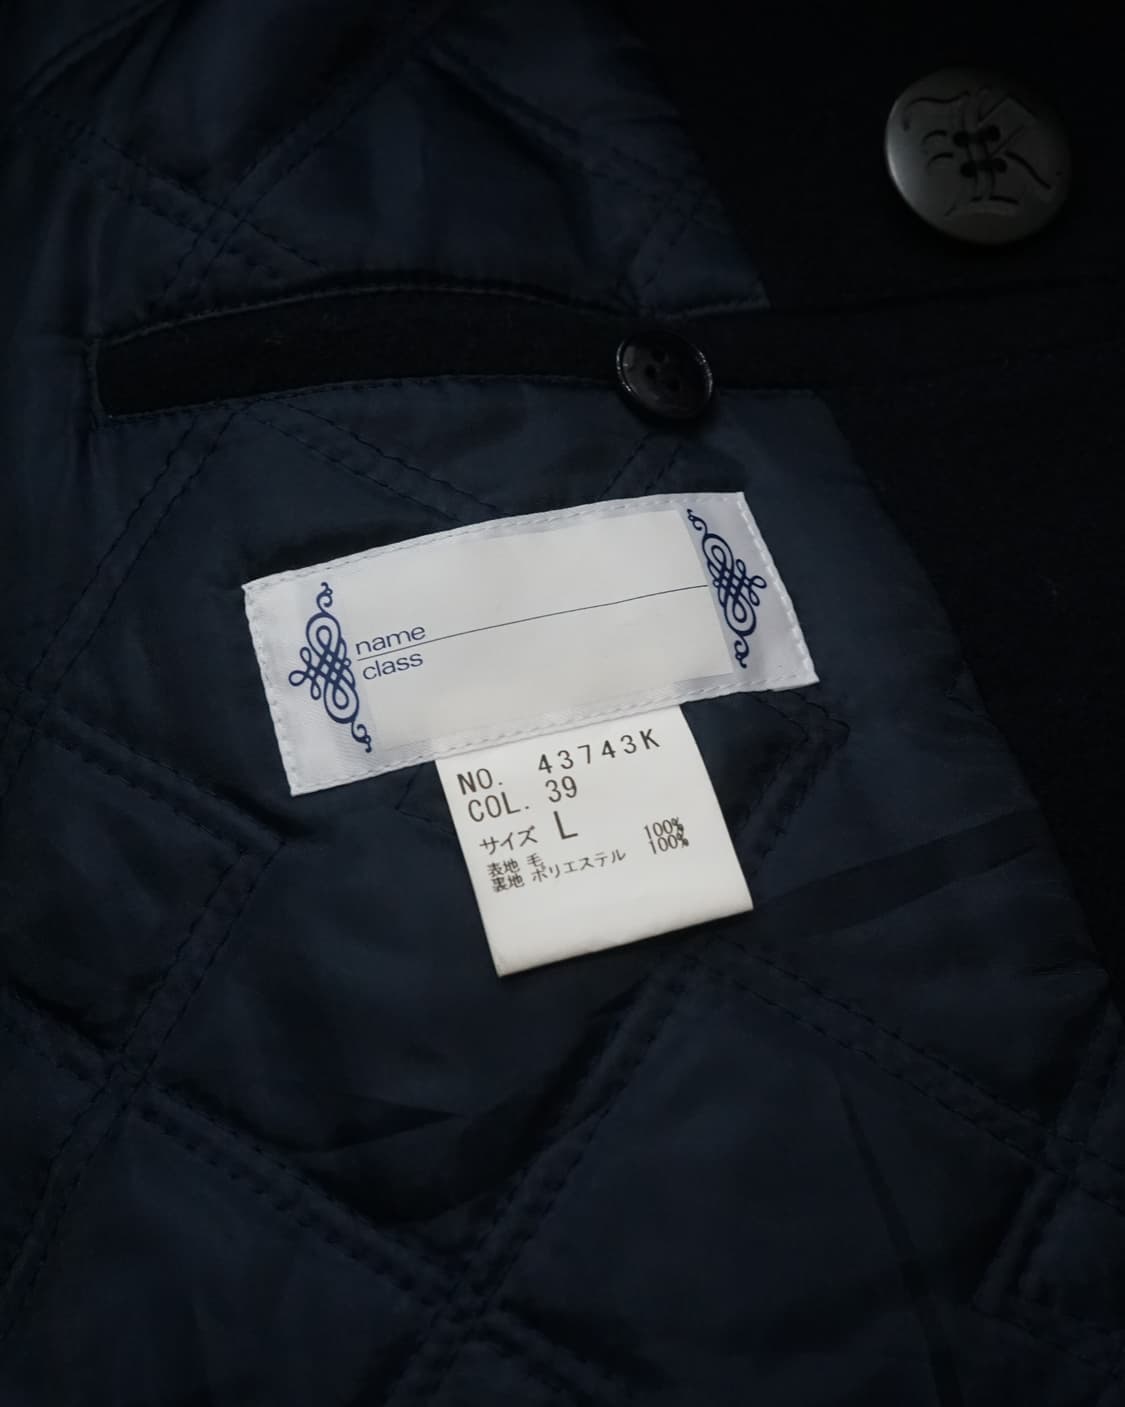 name
class
NO. 43743K
COL. 39
サイズ L
表地 毛 100%
裏地 ポリエステル 100%